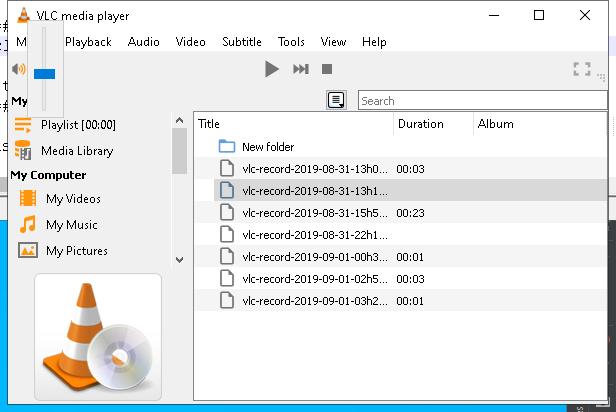 VLC media player
Playback Audio Video Subtitle Tools View Help
Search
Playlist [00:00]
Media Library
My Computer
My Videos
My Music
My Pictures
Title Duration Album
New folder
vlc-record-2019-08-31-13h0... 00:03
vlc-record-2019-08-31-13h1...
vlc-record-2019-08-31-15h5... 00:23
vlc-record-2019-08-31-22h1...
vlc-record-2019-09-01-00h3... 00:01
vlc-record-2019-09-01-02h5... 00:03
vlc-record-2019-09-01-03h2... 00:01